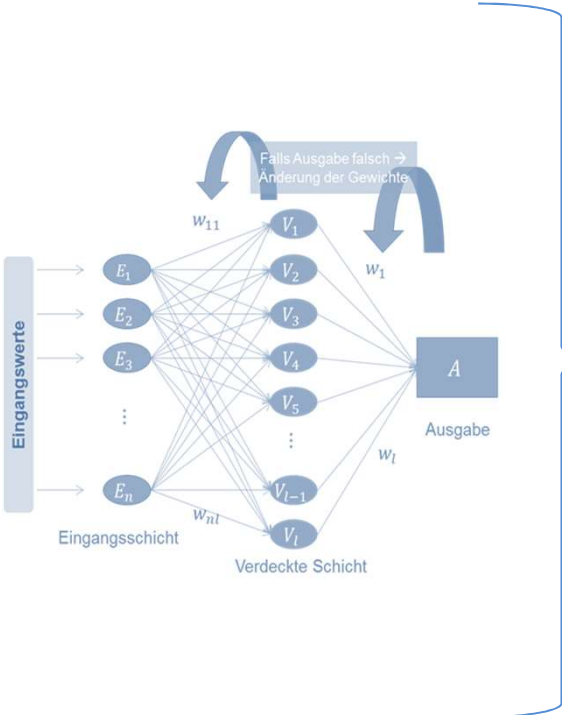 Falls Ausgabe falsch →
Änderung der Gewichte
w₁₁
V₁
w₁
E₁
V₂
E₂
V₃
E₃
V₄
A
V₅
⋮
⋮
Ausgabe
wₗ
Eₙ
Vₗ₋₁
wₙₗ
Vₗ
Eingangswerte
Eingangsschicht
Verdeckte Schicht